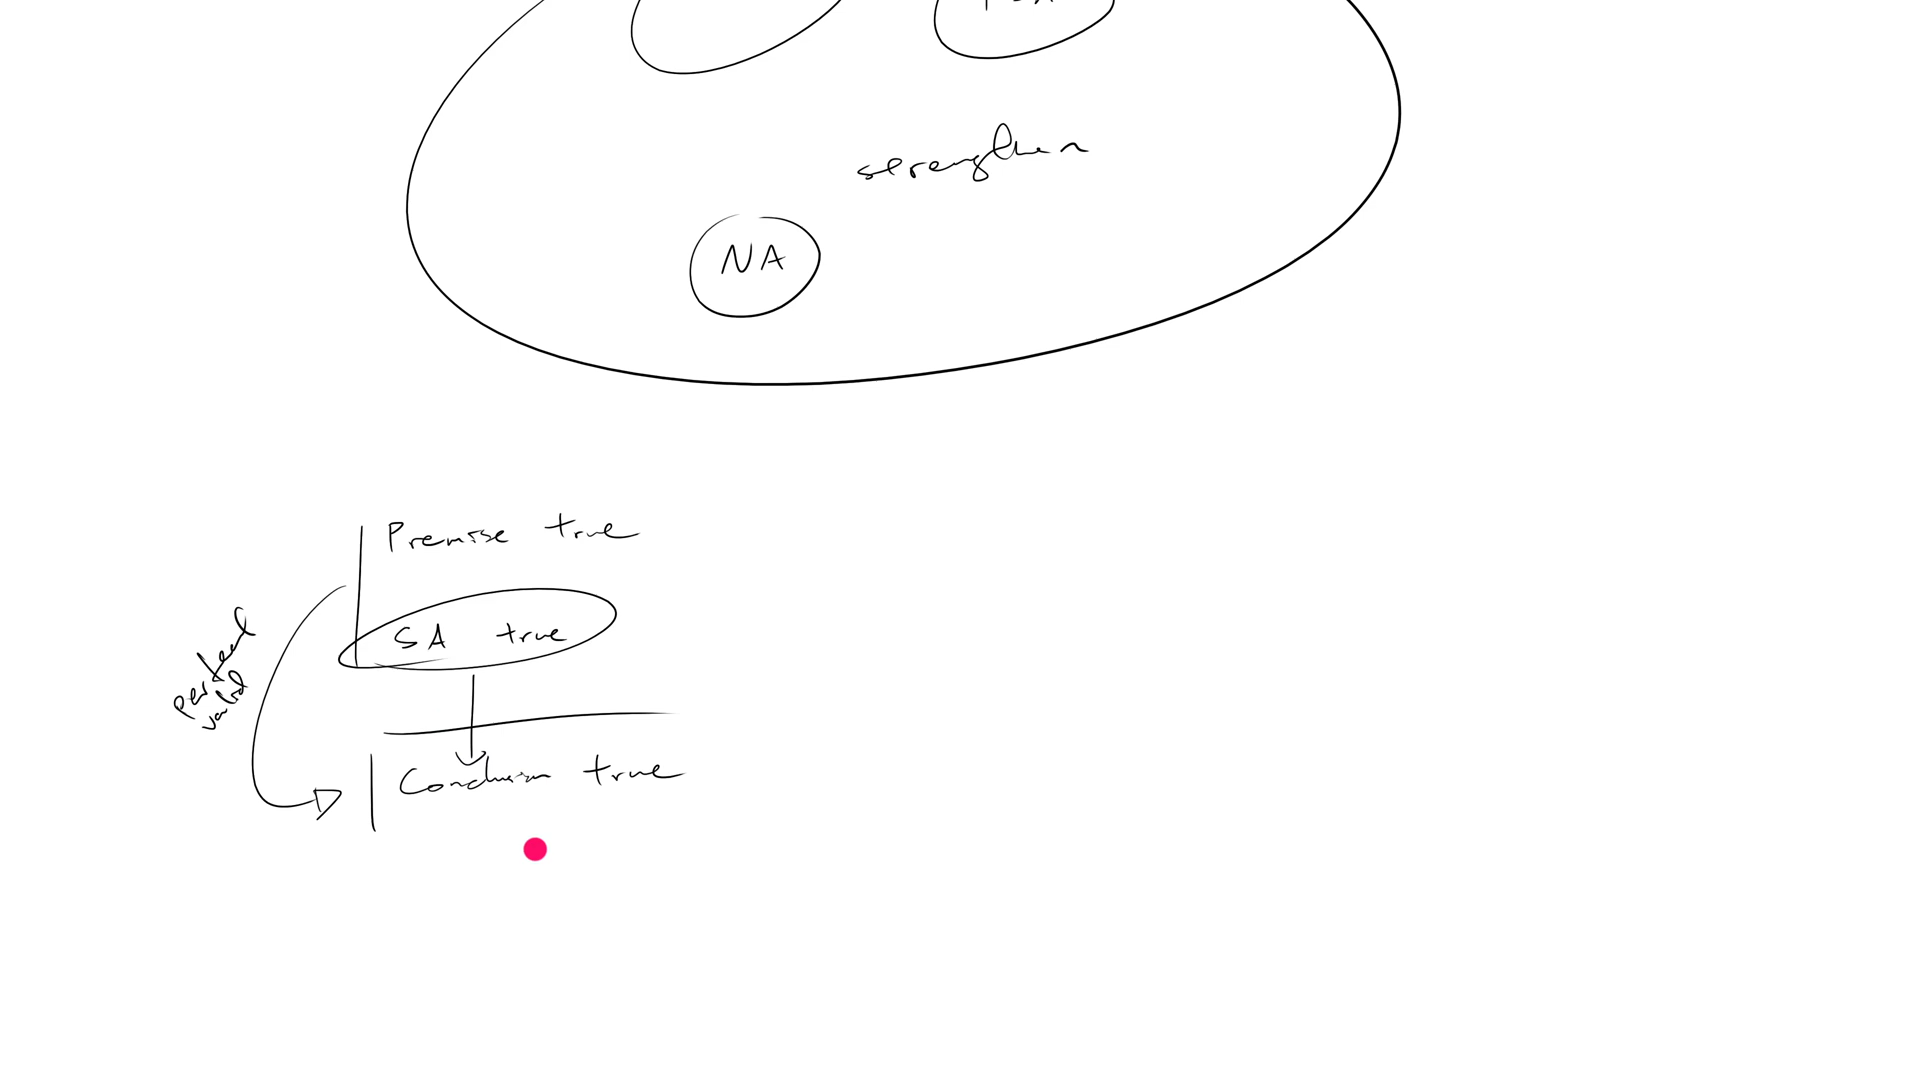 strengthen
NA
Premise true
SA true
perfect
valid
Conclusion true